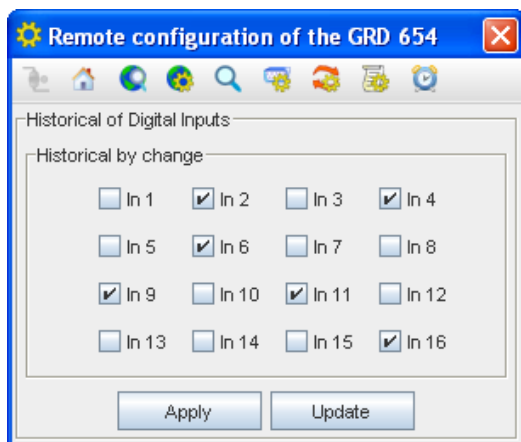 Remote configuration of the GRD 654
Historical of Digital Inputs
Historical by change
In 1 In 2 In 3 In 4
In 5 In 6 In 7 In 8
In 9 In 10 In 11 In 12
In 13 In 14 In 15 In 16
Apply Update